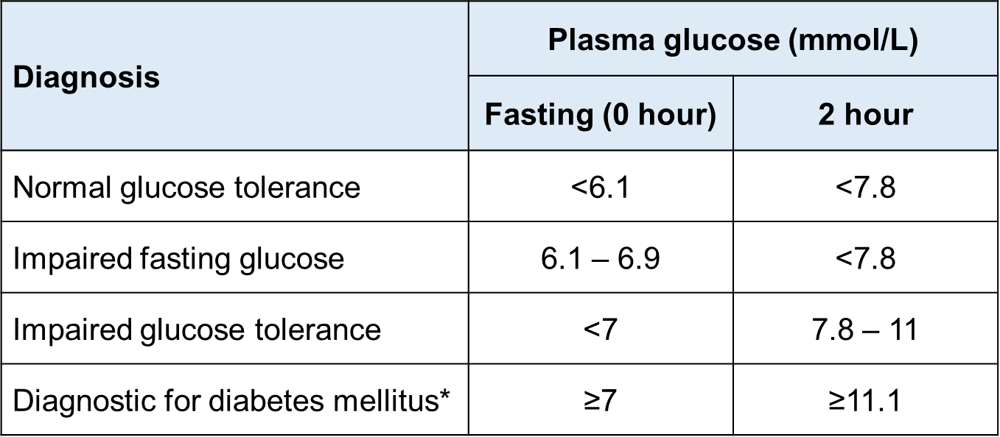 Diagnosis
Plasma glucose (mmol/L)
Fasting (0 hour) 2 hour
Normal glucose tolerance <6.1 <7.8
Impaired fasting glucose 6.1 – 6.9 <7.8
Impaired glucose tolerance <7 7.8 – 11
Diagnostic for diabetes mellitus* ≥7 ≥11.1